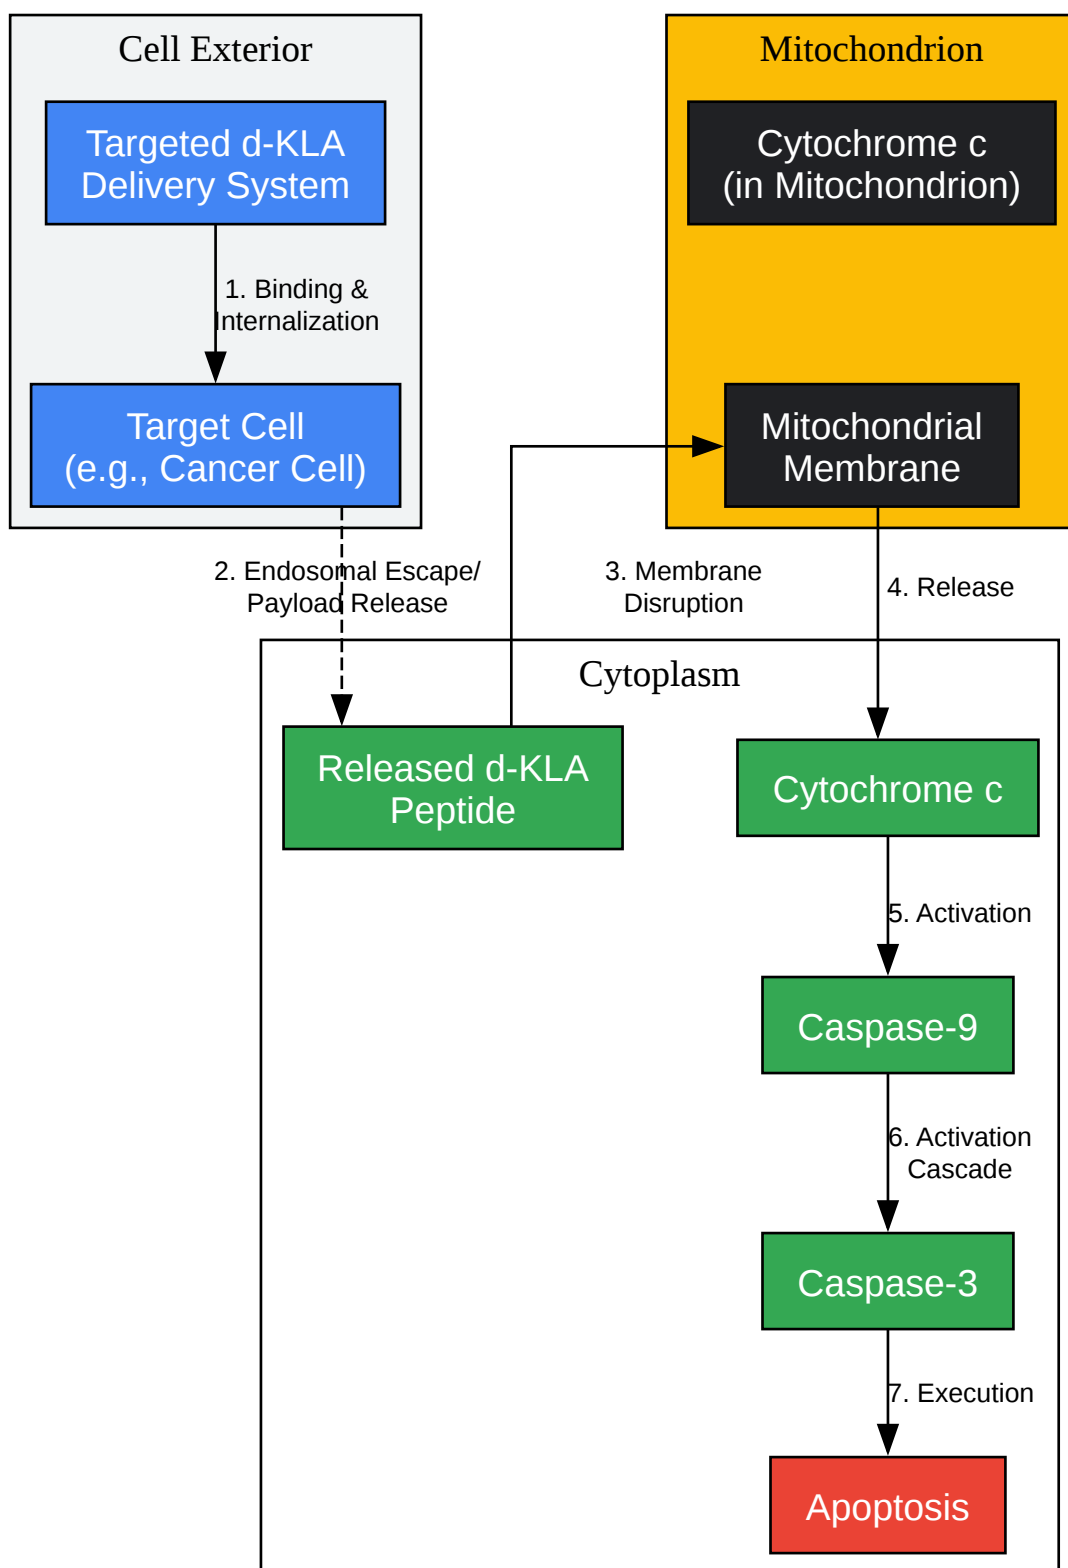 Cell Exterior
Targeted d-KLA
Delivery System
1. Binding &
Internalization
Target Cell
(e.g., Cancer Cell)
Mitochondrion
Cytochrome c
(in Mitochondrion)
Mitochondrial
Membrane
2. Endosomal Escape/
Payload Release
3. Membrane
Disruption
4. Release
Cytoplasm
Released d-KLA
Peptide
Cytochrome c
5. Activation
Caspase-9
6. Activation
Cascade
Caspase-3
7. Execution
Apoptosis